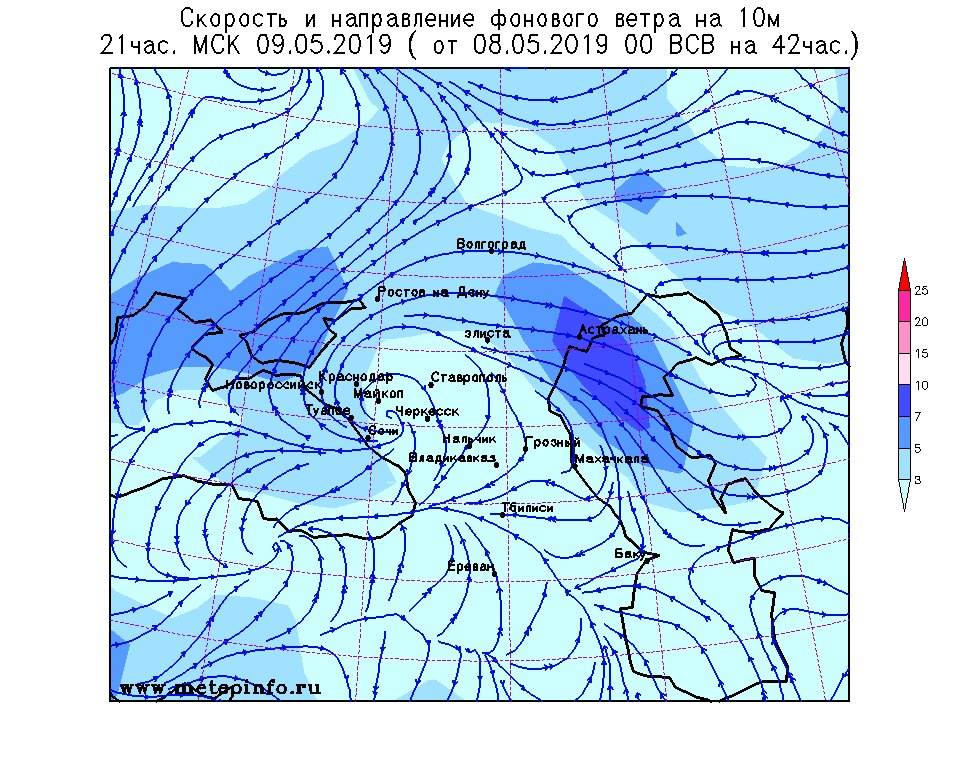 Скорость и направление фонового ветра на 10м
21час. МСК 09.05.2019 ( от 08.05.2019 00 ВСВ на 42час.)
Волгоград
Ростов на Дону
элиста
Астрахань
Краснодар
Ставрополь
Новороссийск
Майкоп
Туапсе
Черкесск
Сочи
Нальчик
Грозный
Владикавказ
Махачкала
Тбилиси
Баку
Ереван
www.meteoinfo.ru
25
20
15
10
7
5
3